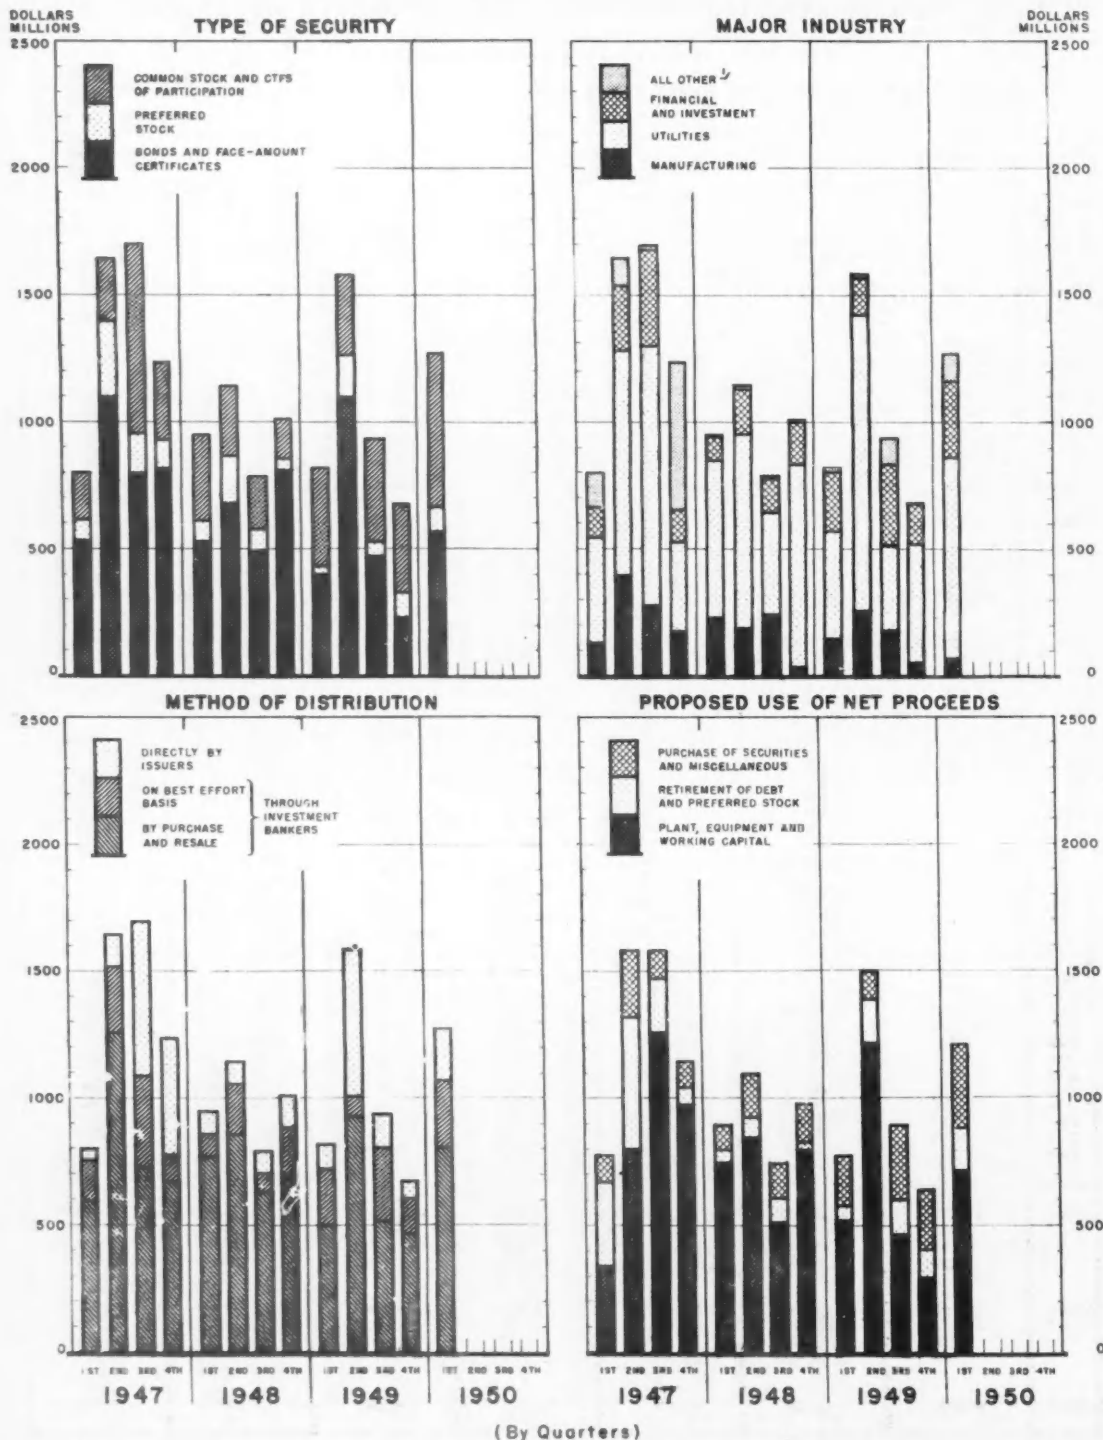 DOLLARS
MILLIONS
TYPE OF SECURITY
2500
2000
1500
1000
500
0
COMMON STOCK AND CTFS
OF PARTICIPATION
PREFERRED
STOCK
BONDS AND FACE-AMOUNT
CERTIFICATES
MAJOR INDUSTRY
DOLLARS
MILLIONS
2500
2000
1500
1000
500
0
ALL OTHER 1/
FINANCIAL
AND INVESTMENT
UTILITIES
MANUFACTURING
METHOD OF DISTRIBUTION
2500
2000
1500
1000
500
0
DIRECTLY BY
ISSUERS
ON BEST EFFORT
BASIS
BY PURCHASE
AND RESALE
THROUGH
INVESTMENT
BANKERS
1ST 2ND 3RD 4TH 1ST 2ND 3RD 4TH 1ST 2ND 3RD 4TH 1ST 2ND 3RD 4TH
1947 1948 1949 1950
PROPOSED USE OF NET PROCEEDS
2500
2000
1500
1000
500
0
PURCHASE OF SECURITIES
AND MISCELLANEOUS
RETIREMENT OF DEBT
AND PREFERRED STOCK
PLANT, EQUIPMENT AND
WORKING CAPITAL
1ST 2ND 3RD 4TH 1ST 2ND 3RD 4TH 1ST 2ND 3RD 4TH 1ST 2ND 3RD 4TH
1947 1948 1949 1950
(By Quarters)